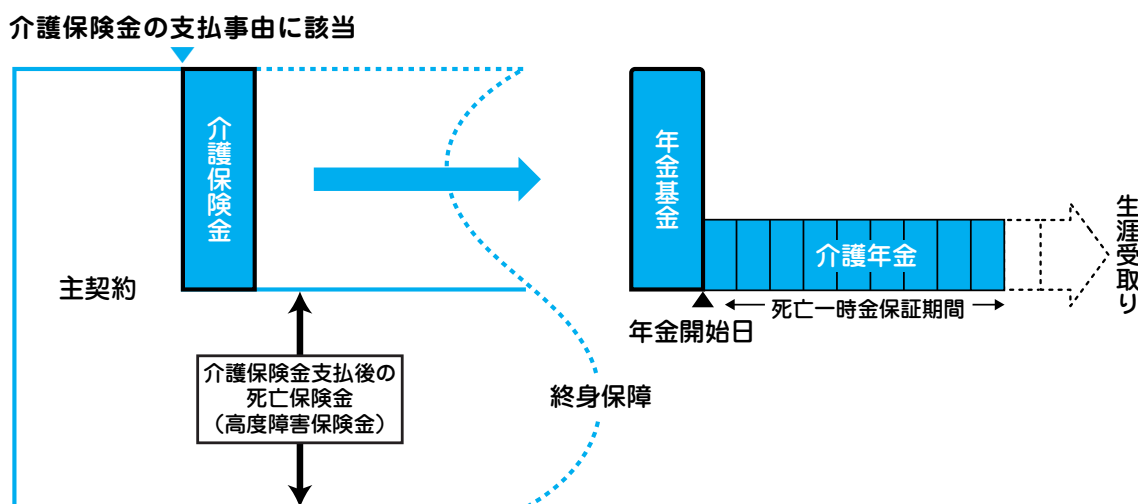 介護保険金の支払事由に該当
介護保険金
年金基金
介護年金
生涯受取り
主契約
死亡一時金保証期間
年金開始日
介護保険金支払後の
死亡保険金
（高度障害保険金）
終身保障